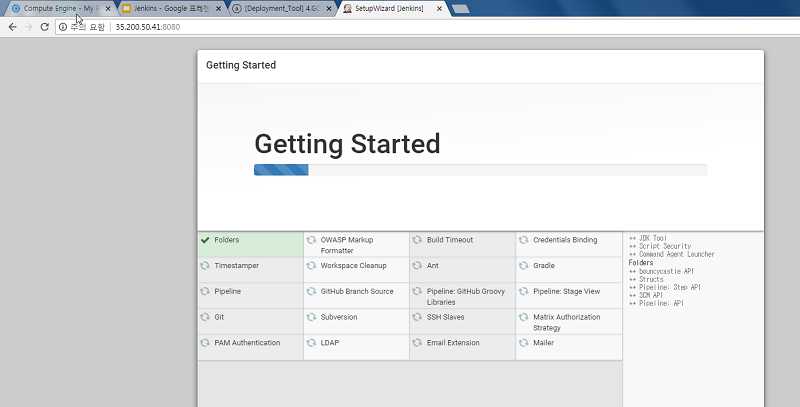 Compute Engine - My P
Jenkins - Google 프레젠
[Deployment_Tool] 4.GC
SetupWizard [Jenkins]
주의 요함 35.200.50.41:8080
Getting Started
Getting Started
Folders
OWASP Markup
Formatter
Build Timeout
Credentials Binding
Timestamper
Workspace Cleanup
Ant
Gradle
Pipeline
GitHub Branch Source
Pipeline: GitHub Groovy
Libraries
Pipeline: Stage View
Git
Subversion
SSH Slaves
Matrix Authorization
Strategy
PAM Authentication
LDAP
Email Extension
Mailer
** JDK Tool
** Script Security
** Command Agent Launcher
Folders
** bouncycastle API
** Structs
** Pipeline: Step API
** SCM API
** Pipeline: API